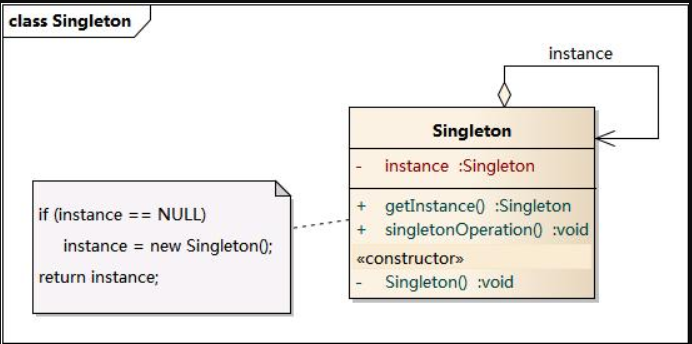 class Singleton
instance
Singleton
- instance :Singleton
+ getInstance() :Singleton
+ singletonOperation() :void
«constructor»
- Singleton() :void
if (instance == NULL)
instance = new Singleton();
return instance;